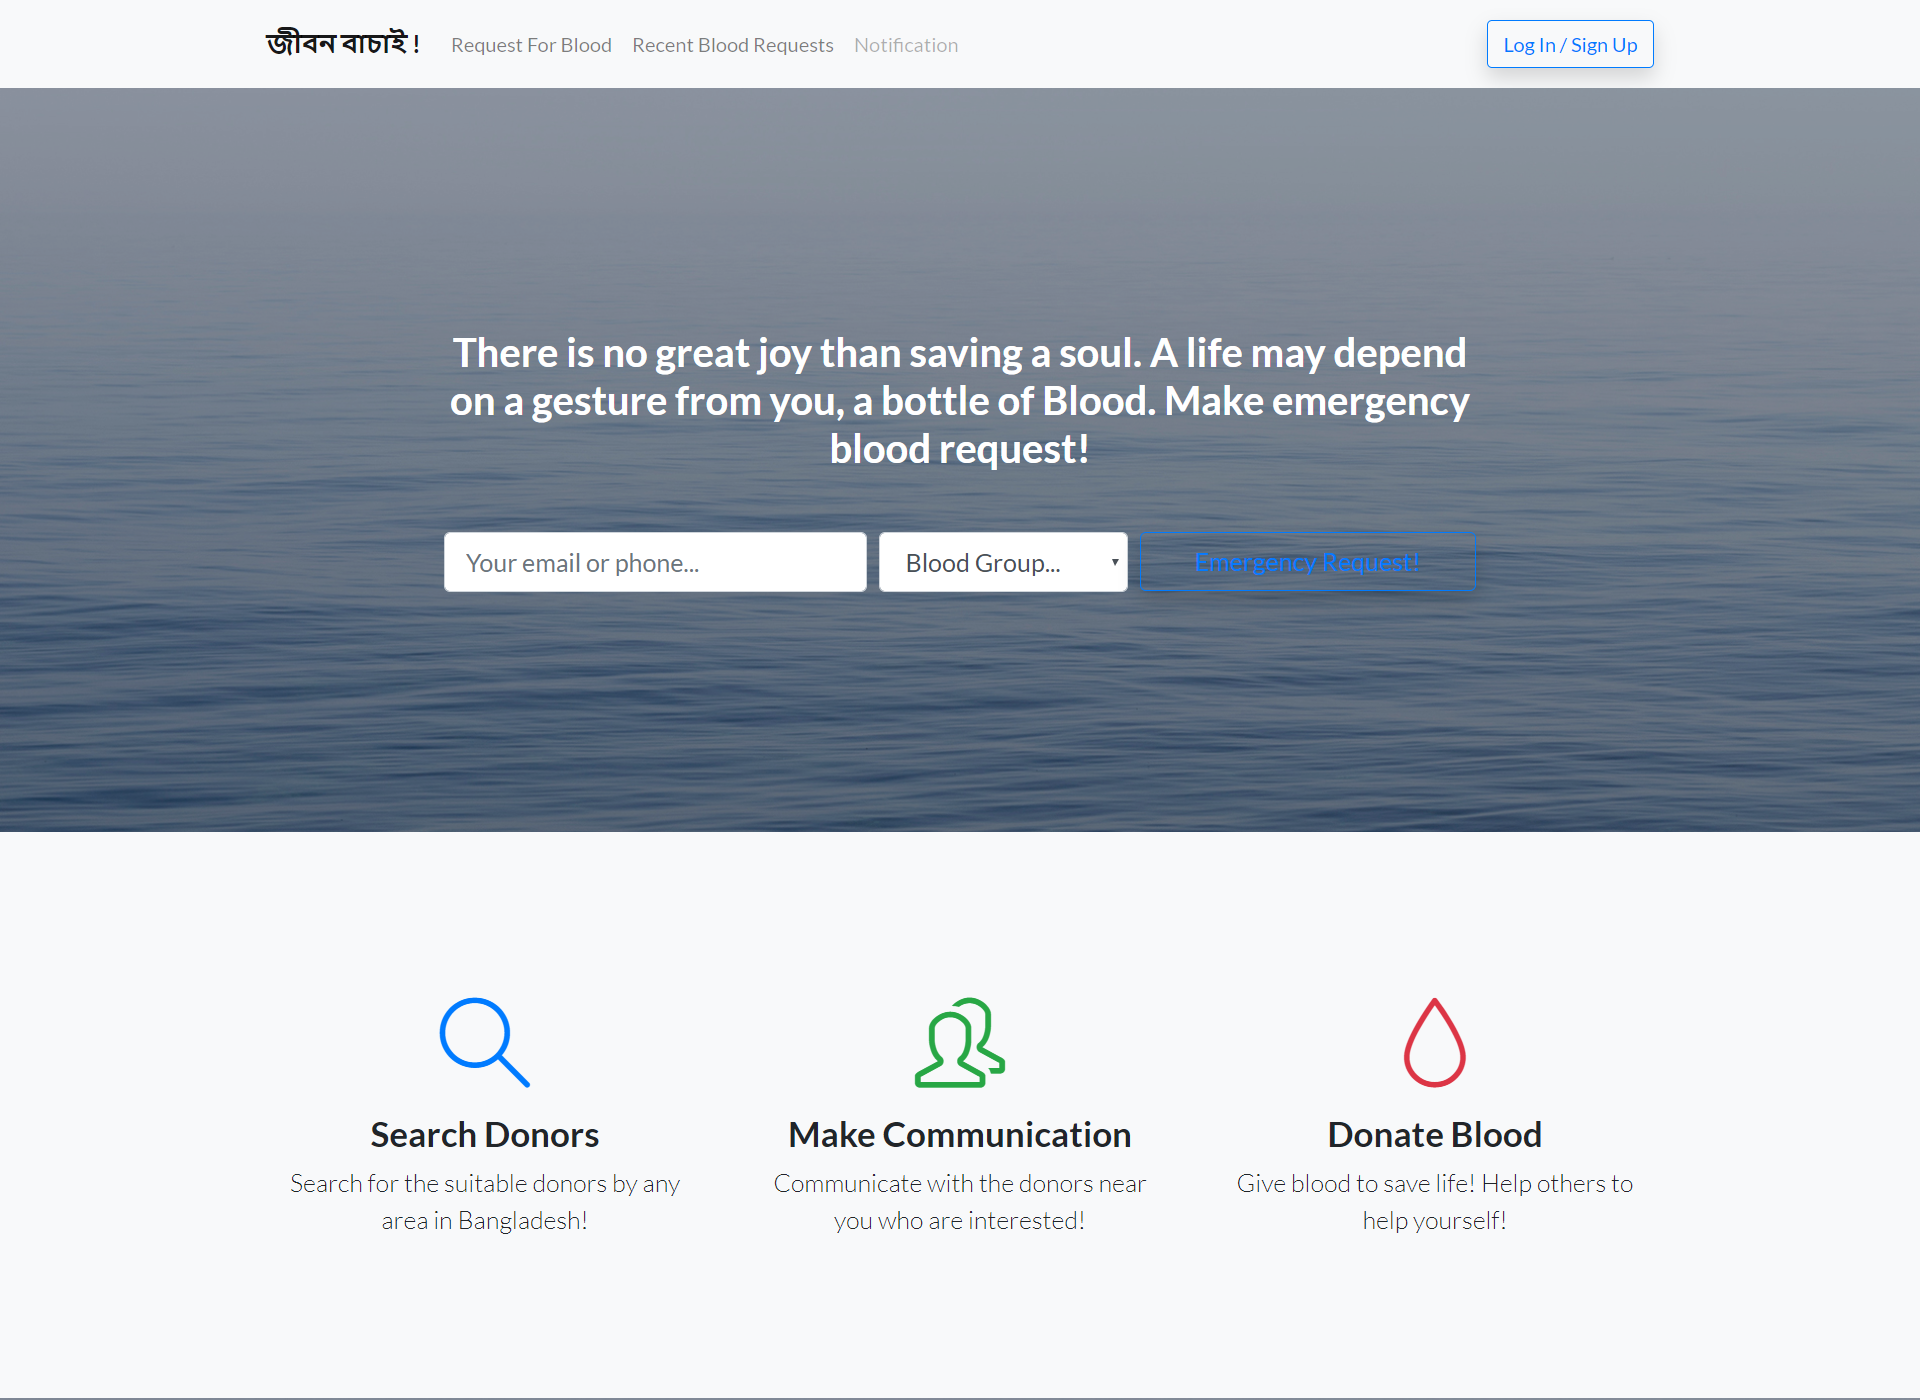 জীবন বাচাই !
Request For Blood
Recent Blood Requests
Notification
Log In / Sign Up
There is no great joy than saving a soul. A life may depend
on a gesture from you, a bottle of Blood. Make emergency
blood request!
Your email or phone...
Blood Group...
Emergency Request!
Search Donors
Search for the suitable donors by any
area in Bangladesh!
Make Communication
Communicate with the donors near
you who are interested!
Donate Blood
Give blood to save life! Help others to
help yourself!